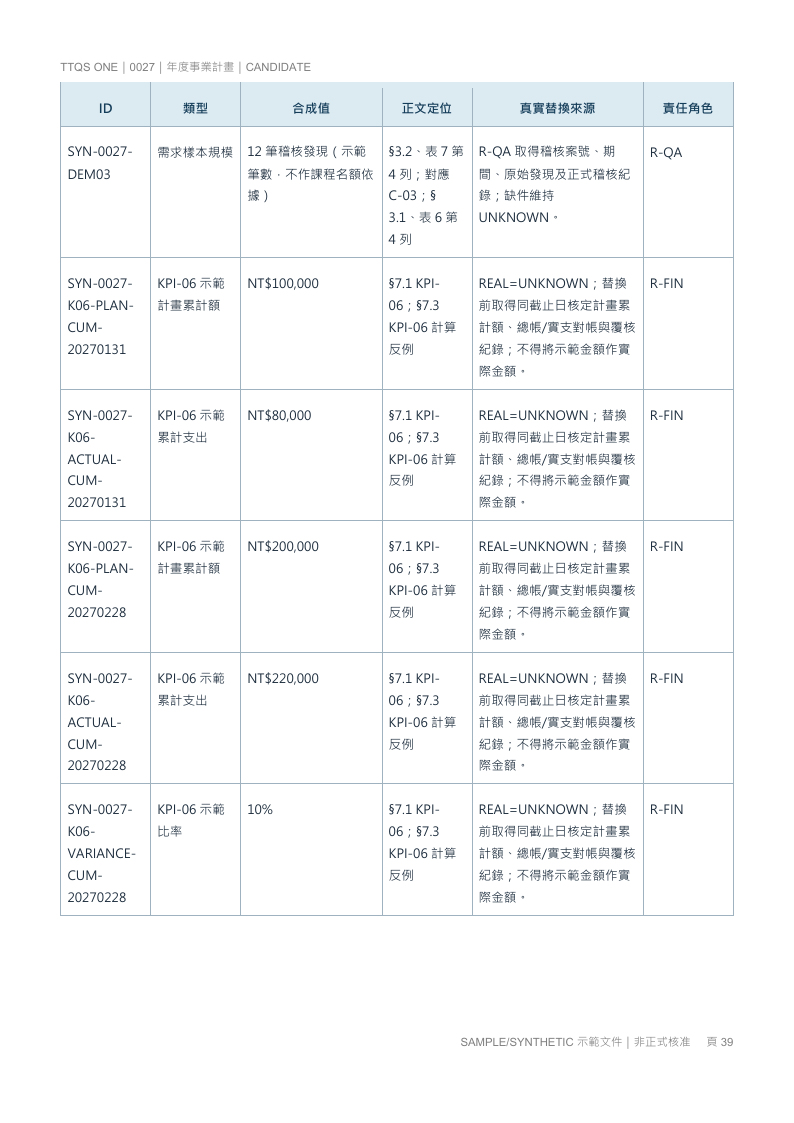 TTQS ONE｜0027｜年度事業計畫｜CANDIDATE
ID 類型 合成值 正文定位 真實替換來源 責任角色
SYN-0027- 需求樣本規模 12 筆稽核發現（示範 §3.2、表 7 第 R-QA 取得稽核案號、期 R-QA
DEM03 筆數，不作課程名額依 4 列；對應 間、原始發現及正式稽核紀
據） C-03；§ 錄；缺件維持
3.1、表 6 第 UNKNOWN。
4 列
SYN-0027- KPI-06 示範 NT$100,000 §7.1 KPI- REAL=UNKNOWN；替換 R-FIN
K06-PLAN- 計畫累計額 06；§7.3 前取得同截止日核定計畫累
CUM- KPI-06 計算 計額、總帳/實支對帳與覆核
20270131 反例 紀錄；不得將示範金額作實
際金額。
SYN-0027- KPI-06 示範 NT$80,000 §7.1 KPI- REAL=UNKNOWN；替換 R-FIN
K06- 累計支出 06；§7.3 前取得同截止日核定計畫累
ACTUAL- KPI-06 計算 計額、總帳/實支對帳與覆核
CUM- 反例 紀錄；不得將示範金額作實
20270131 際金額。
SYN-0027- KPI-06 示範 NT$200,000 §7.1 KPI- REAL=UNKNOWN；替換 R-FIN
K06-PLAN- 計畫累計額 06；§7.3 前取得同截止日核定計畫累
CUM- KPI-06 計算 計額、總帳/實支對帳與覆核
20270228 反例 紀錄；不得將示範金額作實
際金額。
SYN-0027- KPI-06 示範 NT$220,000 §7.1 KPI- REAL=UNKNOWN；替換 R-FIN
K06- 累計支出 06；§7.3 前取得同截止日核定計畫累
ACTUAL- KPI-06 計算 計額、總帳/實支對帳與覆核
CUM- 反例 紀錄；不得將示範金額作實
20270228 際金額。
SYN-0027- KPI-06 示範 10% §7.1 KPI- REAL=UNKNOWN；替換 R-FIN
K06- 比率 06；§7.3 前取得同截止日核定計畫累
VARIANCE- KPI-06 計算 計額、總帳/實支對帳與覆核
CUM- 反例 紀錄；不得將示範金額作實
20270228 際金額。
SAMPLE/SYNTHETIC 示範文件｜非正式核准 頁 39